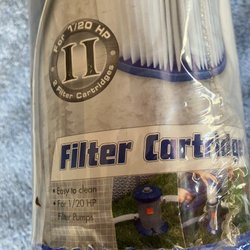 For 1/20 HP
II
2 Filter Cartridges
Filter Cartridge
• Easy to clean
• For 1/20 HP
Filter Pumps